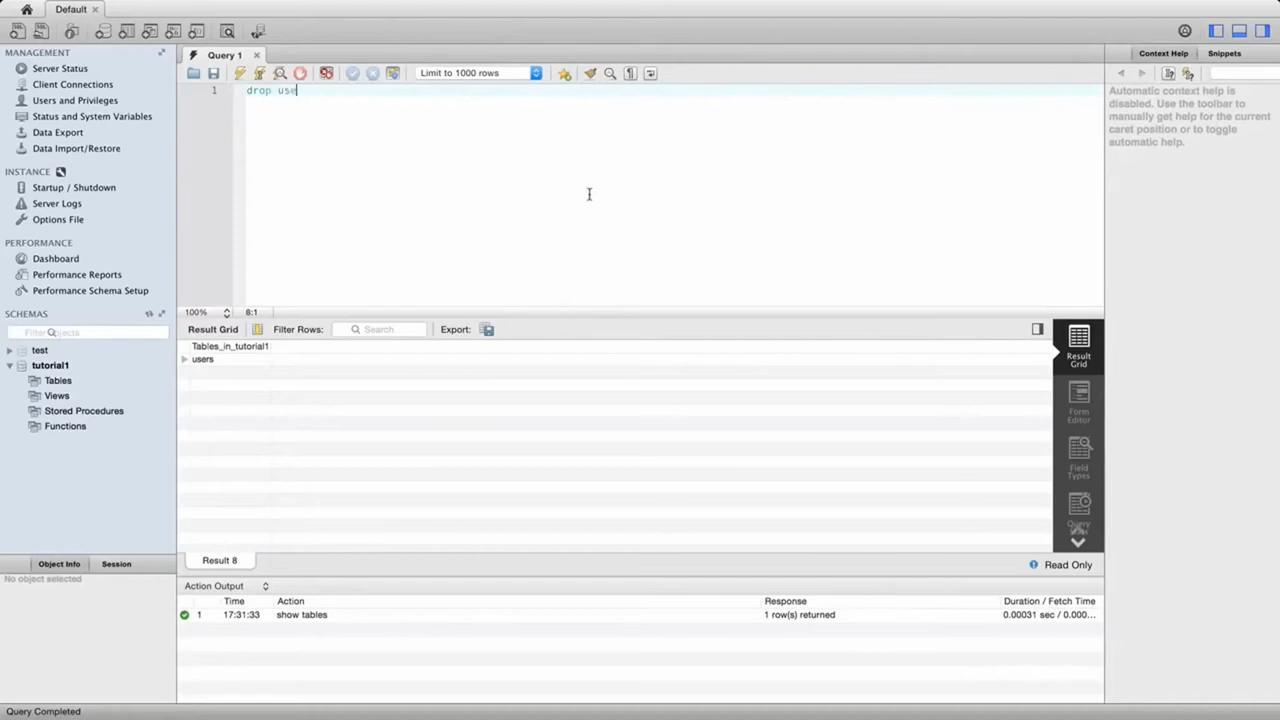 Default
MANAGEMENT
Server Status
Client Connections
Users and Privileges
Status and System Variables
Data Export
Data Import/Restore
INSTANCE
Startup / Shutdown
Server Logs
Options File
PERFORMANCE
Dashboard
Performance Reports
Performance Schema Setup
SCHEMAS
Filter objects
test
tutorial1
Tables
Views
Stored Procedures
Functions
Object Info Session
No object selected
Query 1
Limit to 1000 rows
1 drop use
100% 8:1
Result Grid Filter Rows: Search Export:
Tables_in_tutorial1
users
Result Grid
Form Editor
Field Types
Query
Result 8
Read Only
Action Output
Time Action Response Duration / Fetch Time
1 17:31:33 show tables 1 row(s) returned 0.00031 sec / 0.000...
Context Help Snippets
Automatic context help is
disabled. Use the toolbar to
manually get help for the current
caret position or to toggle
automatic help.
Query Completed